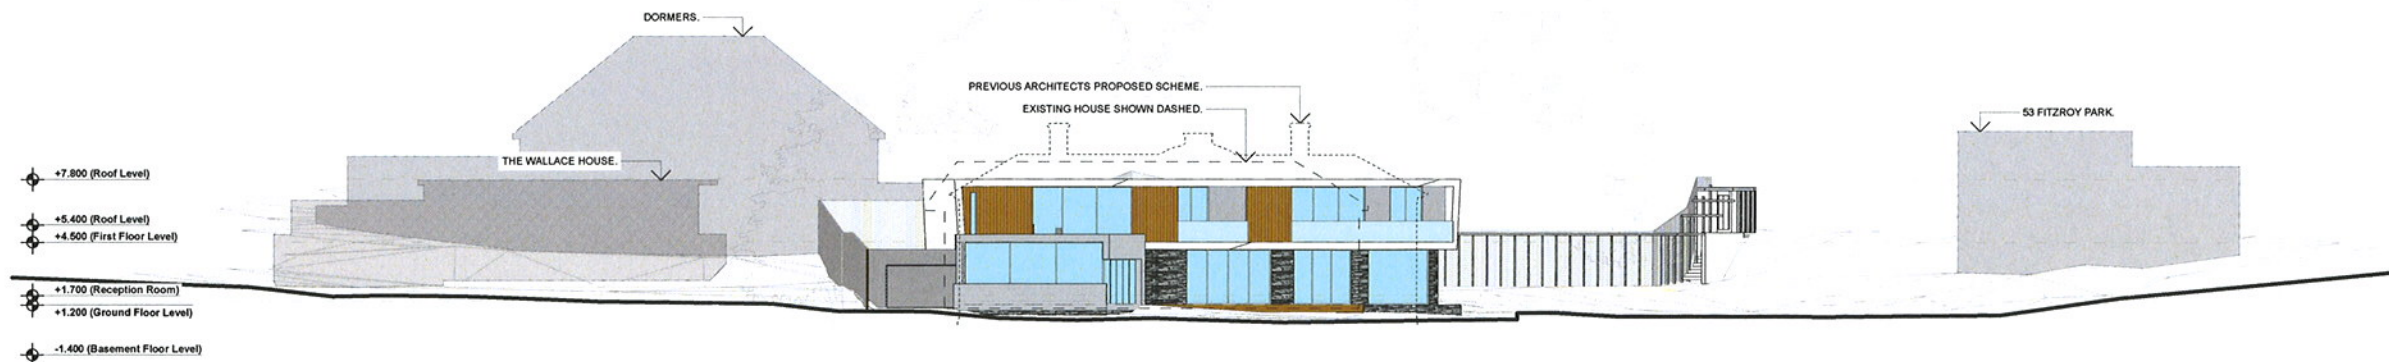 DORMERS.
PREVIOUS ARCHITECTS PROPOSED SCHEME.
EXISTING HOUSE SHOWN DASHED.
53 FITZROY PARK.
THE WALLACE HOUSE.
+7.800 (Roof Level)
+5.400 (Roof Level)
+4.500 (First Floor Level)
+1.700 (Reception Room)
+1.200 (Ground Floor Level)
-1.400 (Basement Floor Level)